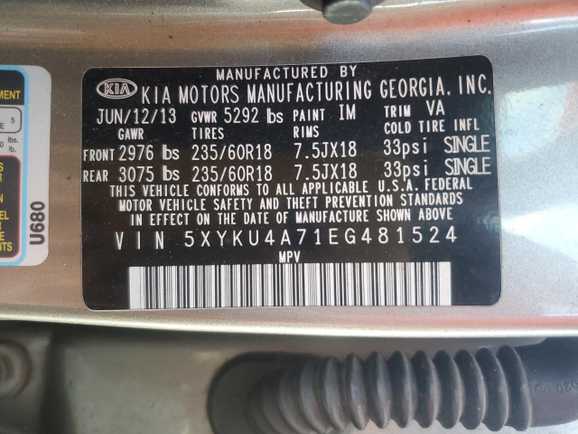 MANUFACTURED BY
KIA KIA MOTORS MANUFACTURING GEORGIA. INC.
JUN/12/13 GVWR 5292 lbs PAINT IM TRIM VA
GAWR TIRES RIMS COLD TIRE INFL
FRONT 2976 lbs 235/60R18 7.5JX18 33psi SINGLE
REAR 3075 lbs 235/60R18 7.5JX18 33psi SINGLE
THIS VEHICLE CONFORMS TO ALL APPLICABLE U.S.A. FEDERAL
MOTOR VEHICLE SAFETY AND THEFT PREVENTION STANDARDS
IN EFFECT ON THE DATE OF MANUFACTURE SHOWN ABOVE
VIN 5XYKU4A71EG481524
MPV
U680